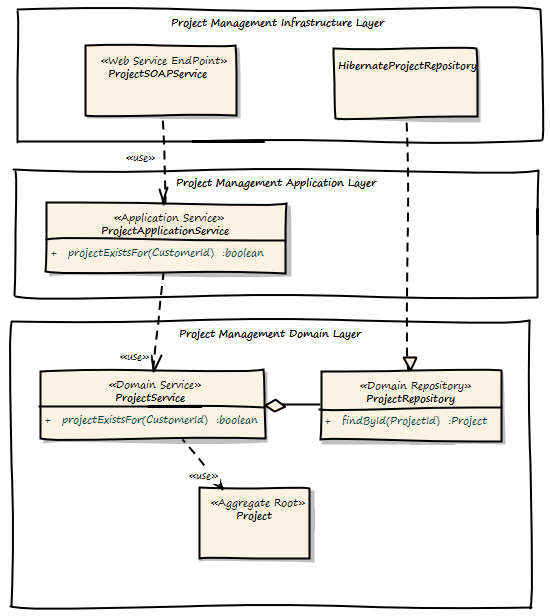 Project Management Infrastructure Layer
«Web Service EndPoint»
ProjectSOAPService
HibernateProjectRepository
«use»
Project Management Application Layer
«Application Service»
ProjectApplicationService
+ projectExistsFor(CustomerId) :boolean
Project Management Domain Layer
«use»
«Domain Service»
ProjectService
+ projectExistsFor(CustomerId) :boolean
«Domain Repository»
ProjectRepository
+ findById(ProjectId) :Project
«use»
«Aggregate Root»
Project